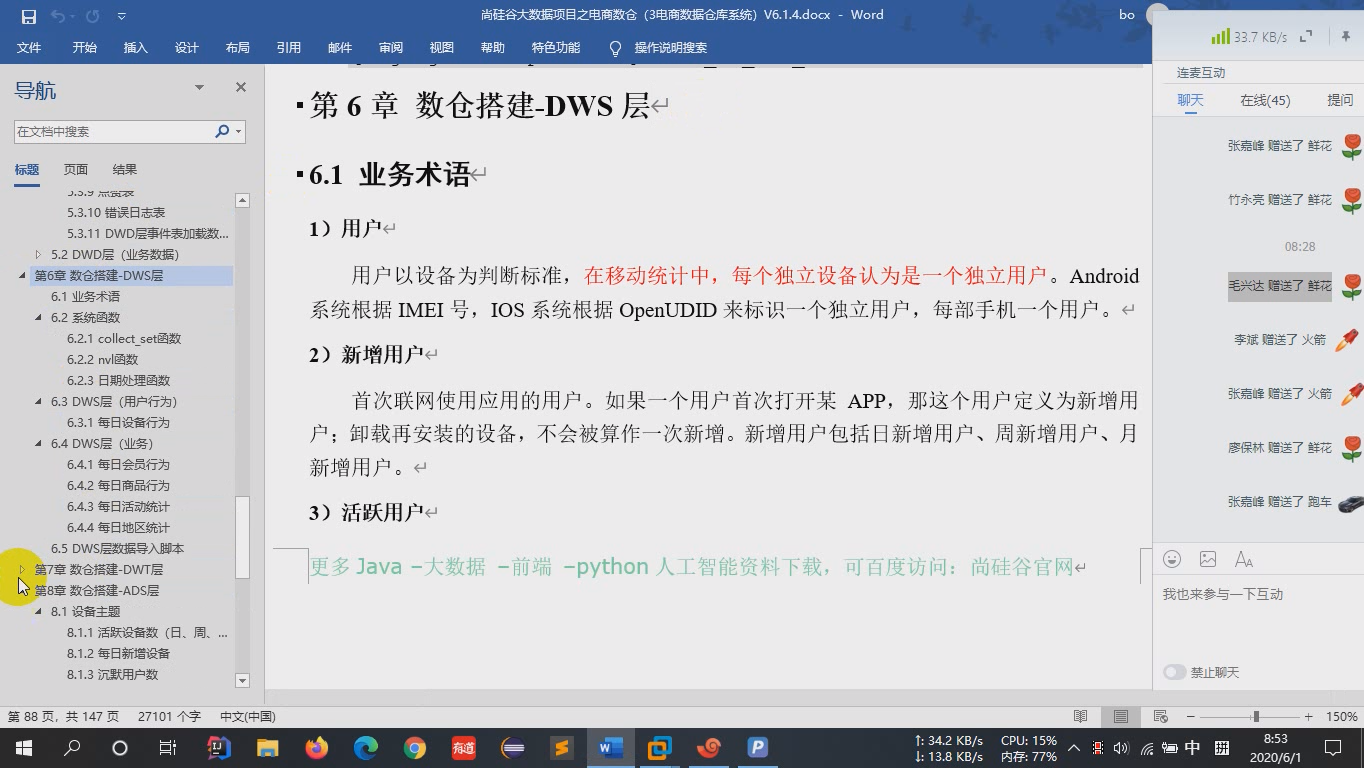 尚硅谷大数据项目之电商数仓（3电商数据仓库系统）V6.1.4.docx - Word
bo
文件 开始 插入 设计 布局 引用 邮件 审阅 视图 帮助 特色功能 操作说明搜索
导航
在文档中搜索
标题 页面 结果
5.3.10 错误日志表
5.3.11 DWD层事件表加载数...
5.2 DWD层（业务数据）
第6章 数仓搭建-DWS层
6.1 业务术语
6.2 系统函数
6.2.1 collect_set函数
6.2.2 nvl函数
6.2.3 日期处理函数
6.3 DWS层（用户行为）
6.3.1 每日设备行为
6.4 DWS层（业务）
6.4.1 每日会员行为
6.4.2 每日商品行为
6.4.3 每日活动统计
6.4.4 每日地区统计
6.5 DWS层数据导入脚本
第7章 数仓搭建-DWT层
第8章 数仓搭建-ADS层
8.1 设备主题
8.1.1 活跃设备数（日、周、...
8.1.2 每日新增设备
8.1.3 沉默用户数
第 6 章 数仓搭建-DWS 层
6.1 业务术语
1）用户
用户以设备为判断标准，在移动统计中，每个独立设备认为是一个独立用户。Android
系统根据 IMEI 号，IOS 系统根据 OpenUDID 来标识一个独立用户，每部手机一个用户。
2）新增用户
首次联网使用应用的用户。如果一个用户首次打开某 APP，那这个用户定义为新增用
户；卸载再安装的设备，不会被算作一次新增。新增用户包括日新增用户、周新增用户、月
新增用户。
3）活跃用户
更多 Java –大数据 –前端 –python 人工智能资料下载，可百度访问：尚硅谷官网
33.7 KB/s
连麦互动
聊天 在线(45) 提问
张嘉峰 赠送了 鲜花
竹永亮 赠送了 鲜花
08:28
毛兴达 赠送了 鲜花
李斌 赠送了 火箭
张嘉峰 赠送了 火箭
廖保林 赠送了 鲜花
张嘉峰 赠送了 跑车
我也来参与一下互动
禁止聊天
第 88 页，共 147 页 27101 个字 中文(中国)
150%
有道
↑: 34.2 KB/s
↓: 13.8 KB/s
CPU: 15%
内存: 77%
中 拼
8:53
2020/6/1